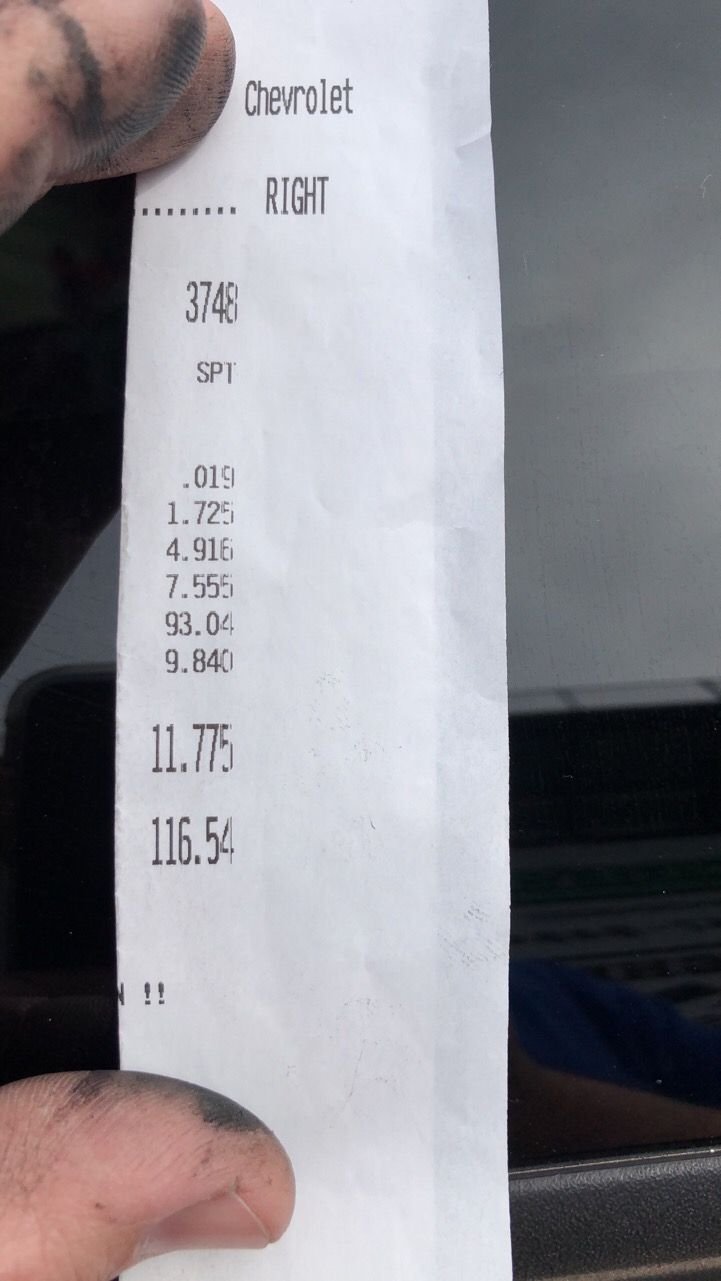 Chevrolet
........ RIGHT
3748
SPT
.019
1.725
4.916
7.555
93.04
9.840
11.775
116.54
N !!